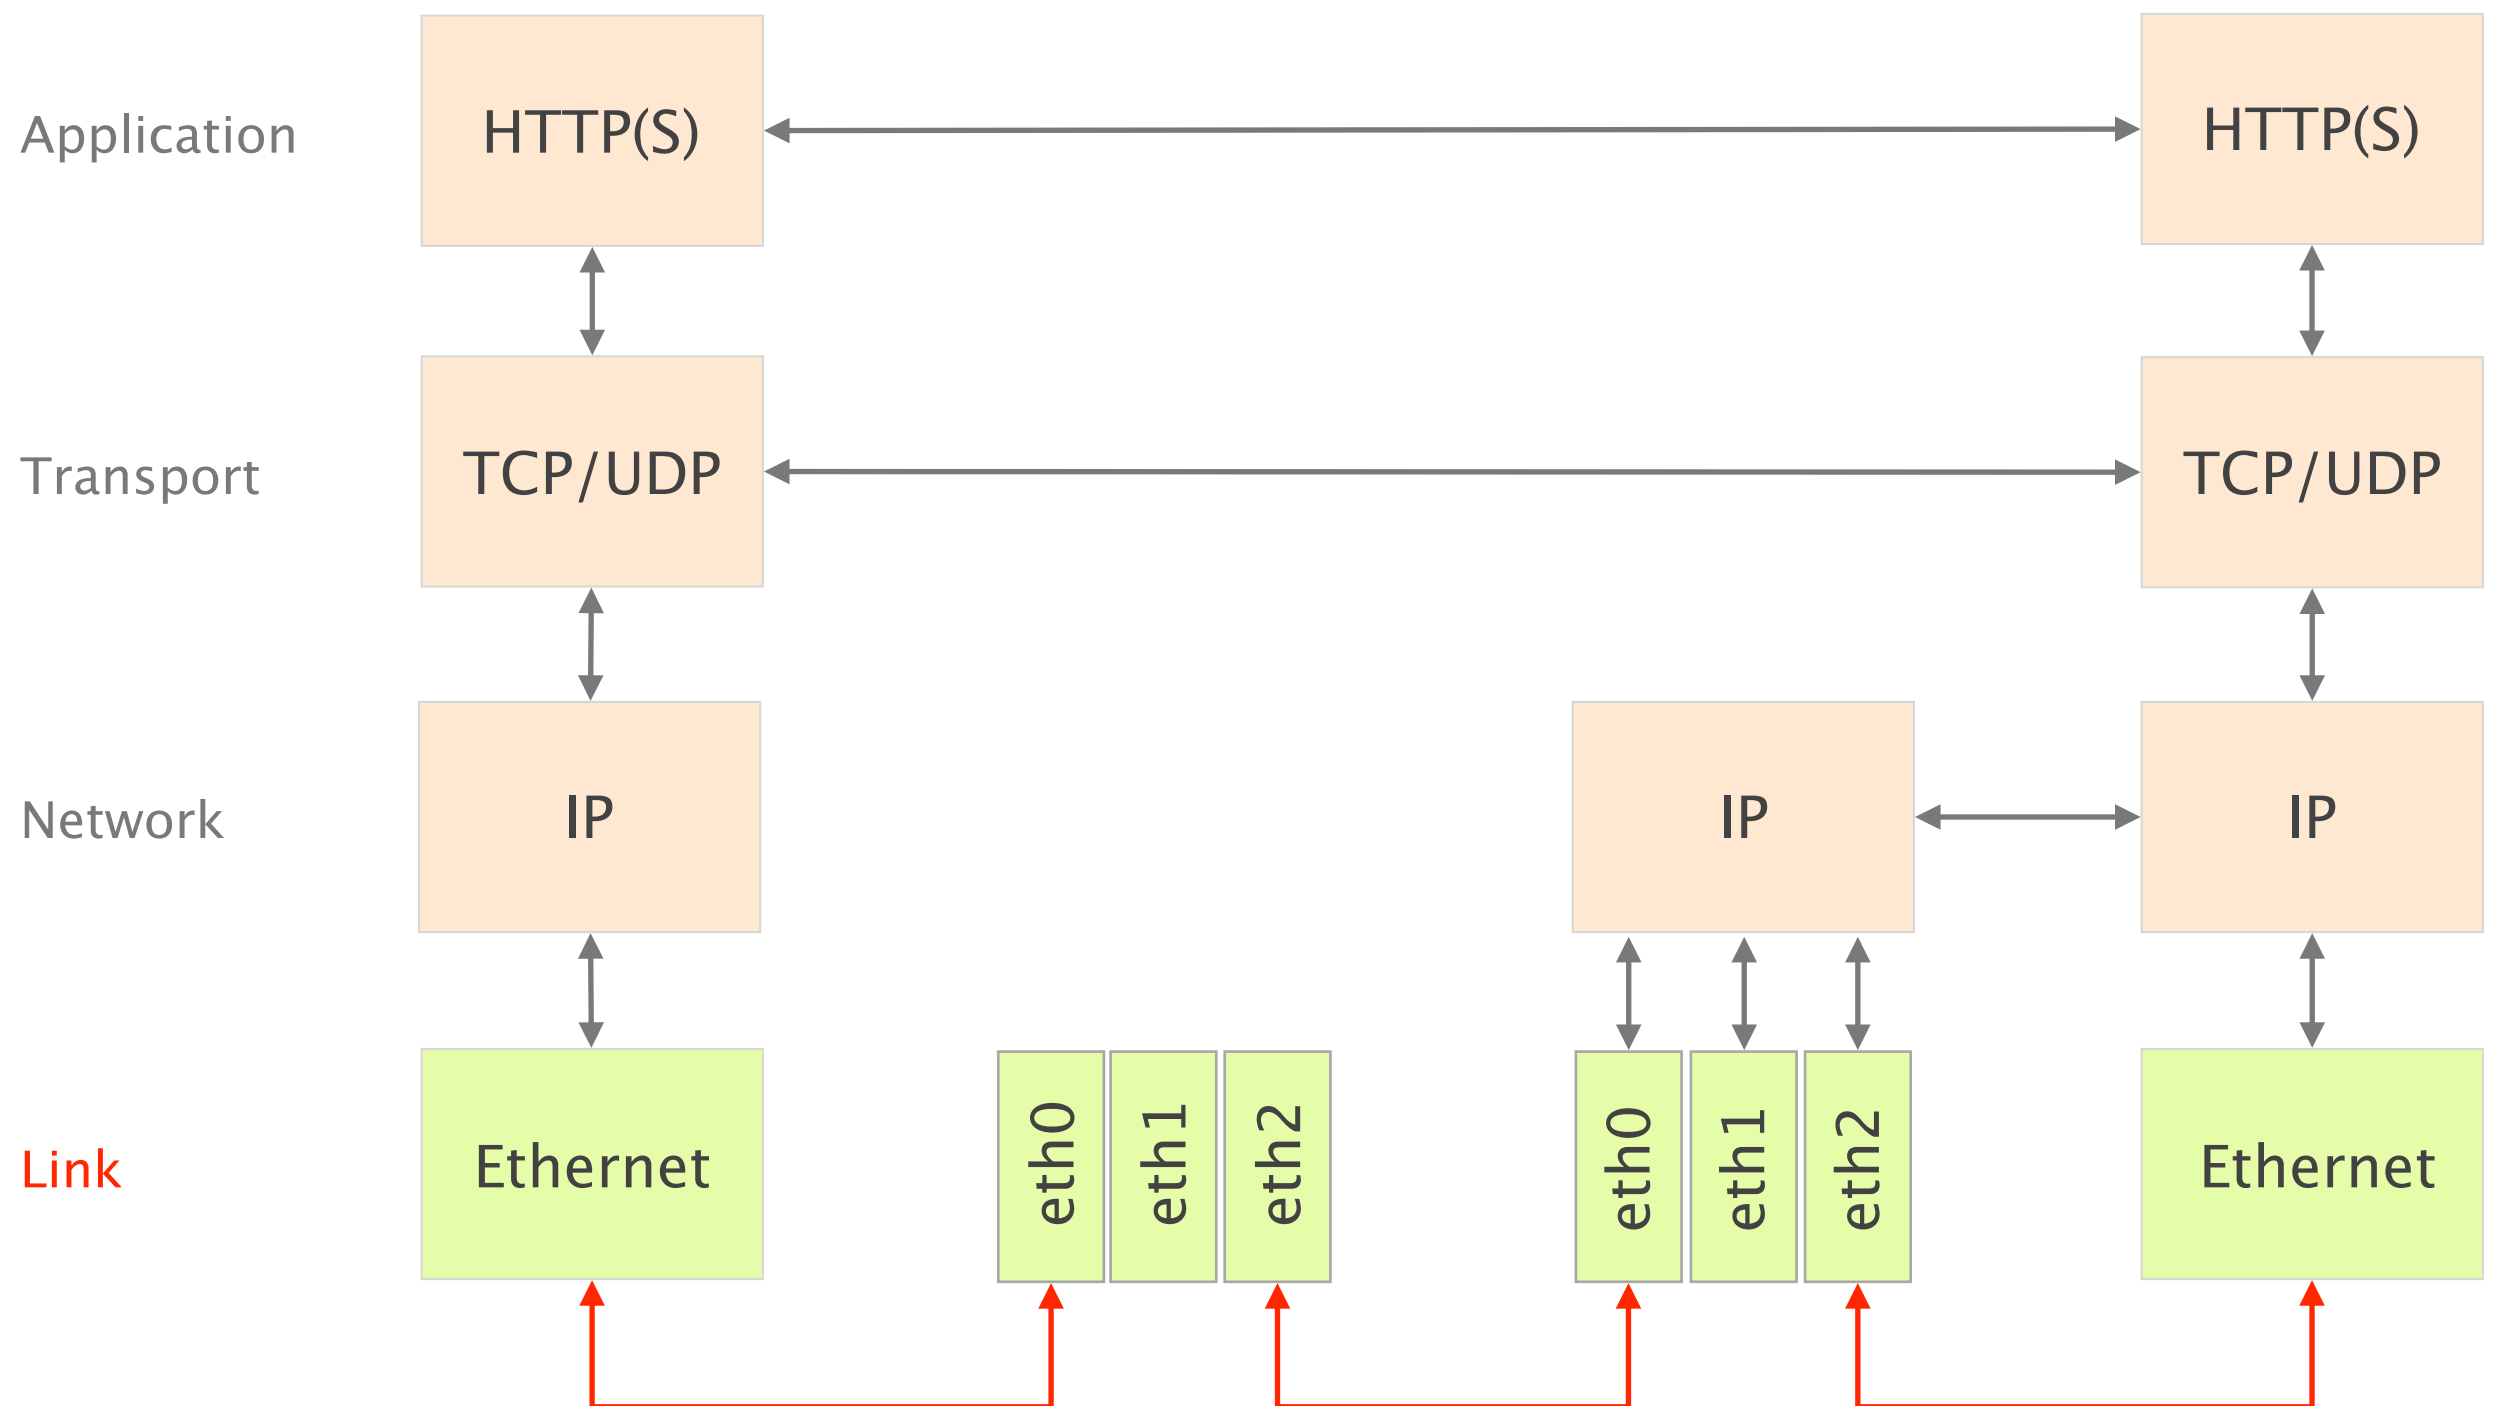 Application
HTTP(S)
HTTP(S)
Transport
TCP/UDP
TCP/UDP
Network
IP
IP
IP
Link
Ethernet
eth0
eth1
eth2
eth0
eth1
eth2
Ethernet